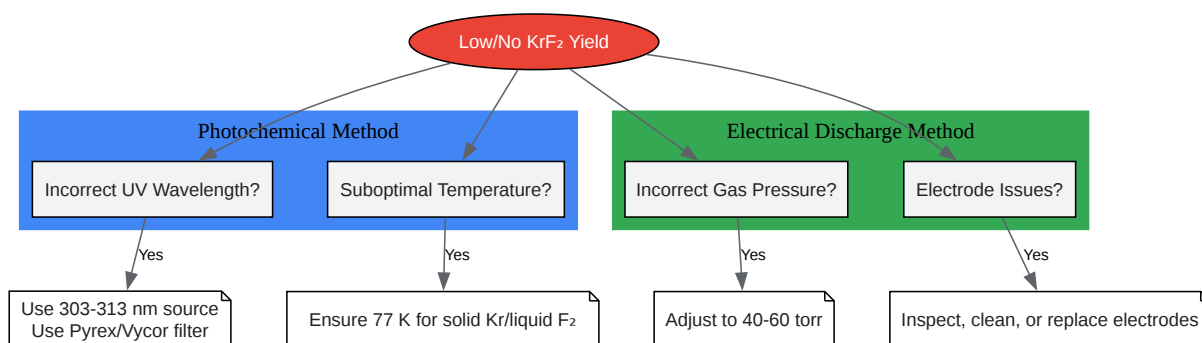 Low/No KrF₂ Yield
Photochemical Method
Electrical Discharge Method
Incorrect UV Wavelength?
Suboptimal Temperature?
Incorrect Gas Pressure?
Electrode Issues?
Yes
Yes
Yes
Yes
Use 303-313 nm source
Use Pyrex/Vycor filter
Ensure 77 K for solid Kr/liquid F₂
Adjust to 40-60 torr
Inspect, clean, or replace electrodes